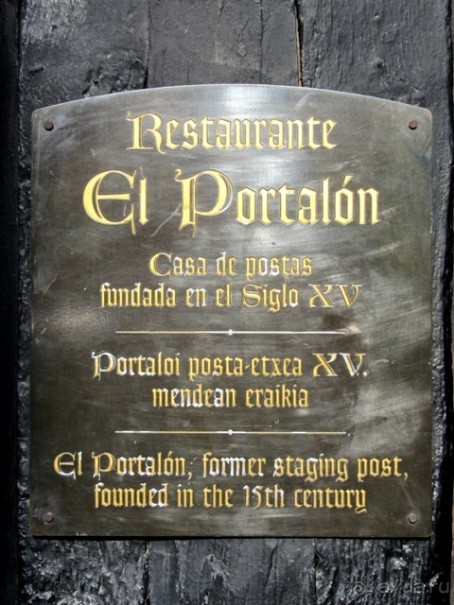 Restaurante
El Portalón
Casa de postas
fundada en el Siglo XV
Portaloi posta-etxea XV.
mendean eraikia
El Portalón, former staging post,
founded in the 15th century